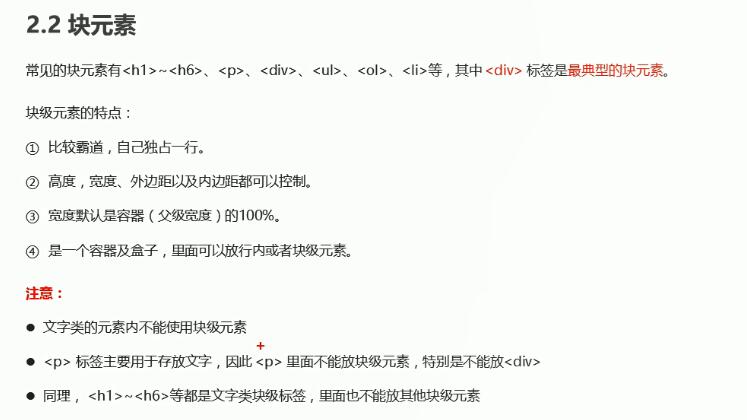 2.2 块元素
常见的块元素有<h1>~<h6>、<p>、<div>、<ul>、<ol>、<li>等，其中 <div> 标签是最典型的块元素。
块级元素的特点：
① 比较霸道，自己独占一行。
② 高度，宽度、外边距以及内边距都可以控制。
③ 宽度默认是容器（父级宽度）的100%。
④ 是一个容器及盒子，里面可以放行内或者块级元素。
注意：
● 文字类的元素内不能使用块级元素
● <p> 标签主要用于存放文字，因此 <p> 里面不能放块级元素，特别是不能放<div>
● 同理， <h1>~<h6>等都是文字类块级标签，里面也不能放其他块级元素